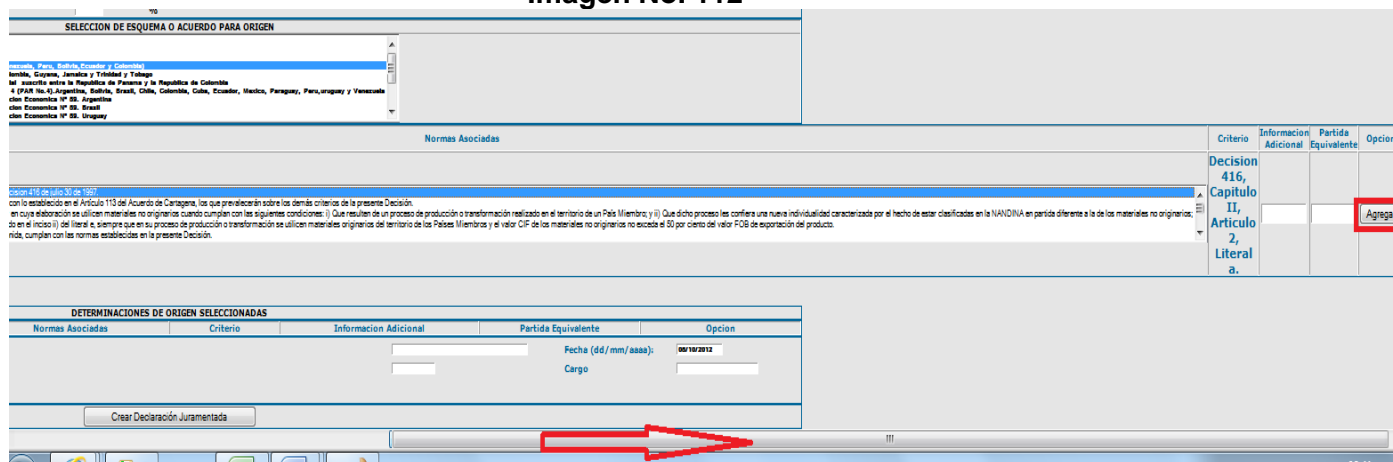 Imagen No. 112
%
SELECCION DE ESQUEMA O ACUERDO PARA ORIGEN
nezuela, Peru, Bolivia,Ecuador y Colombia)
lombia, Guyana, Jamaica y Trinidad y Tobago
ial suscrito entre la Republica de Panama y la Republica de Colombia
4 (PAR No.4).Argentina, Bolivia, Brazil, Chile, Colombia, Cuba, Ecuador, Mexico, Paraguay, Peru,uruguay y Venezuela
cion Economica Nº 59. Argentina
cion Economica Nº 59. Brasil
cion Economica Nº 59. Uruguay
Normas Asociadas
Criterio
Informacion Adicional
Partida Equivalente
Opcion
Decision
416,
Capitulo
II,
Articulo
2,
Literal
a.
cision 416 de julio 30 de 1997.
con lo establecido en el Artículo 113 del Acuerdo de Cartagena, los que prevalecerán sobre los demás criterios de la presente Decisión.
en cuya elaboración se utilicen materiales no originarios cuando cumplan con las siguientes condiciones: i) Que resulten de un proceso de producción o transformación realizado en el territorio de un País Miembro; y ii) Que dicho proceso les confiera una nueva individualidad caracterizada por el hecho de estar clasificadas en la NANDINA en partida diferente a la de los materiales no originarios;
do en el inciso ii) del literal e, siempre que en su proceso de producción o transformación se utilicen materiales originarios del territorio de los Países Miembros y el valor CIF de los materiales no originarios no exceda el 50 por ciento del valor FOB de exportación del producto.
nida, cumplan con las normas establecidas en la presente Decisión.
Agrega
DETERMINACIONES DE ORIGEN SELECCIONADAS
Normas Asociadas Criterio Informacion Adicional Partida Equivalente Opcion
Fecha (dd/mm/aaaa): 08/10/2012
Cargo
Crear Declaración Juramentada